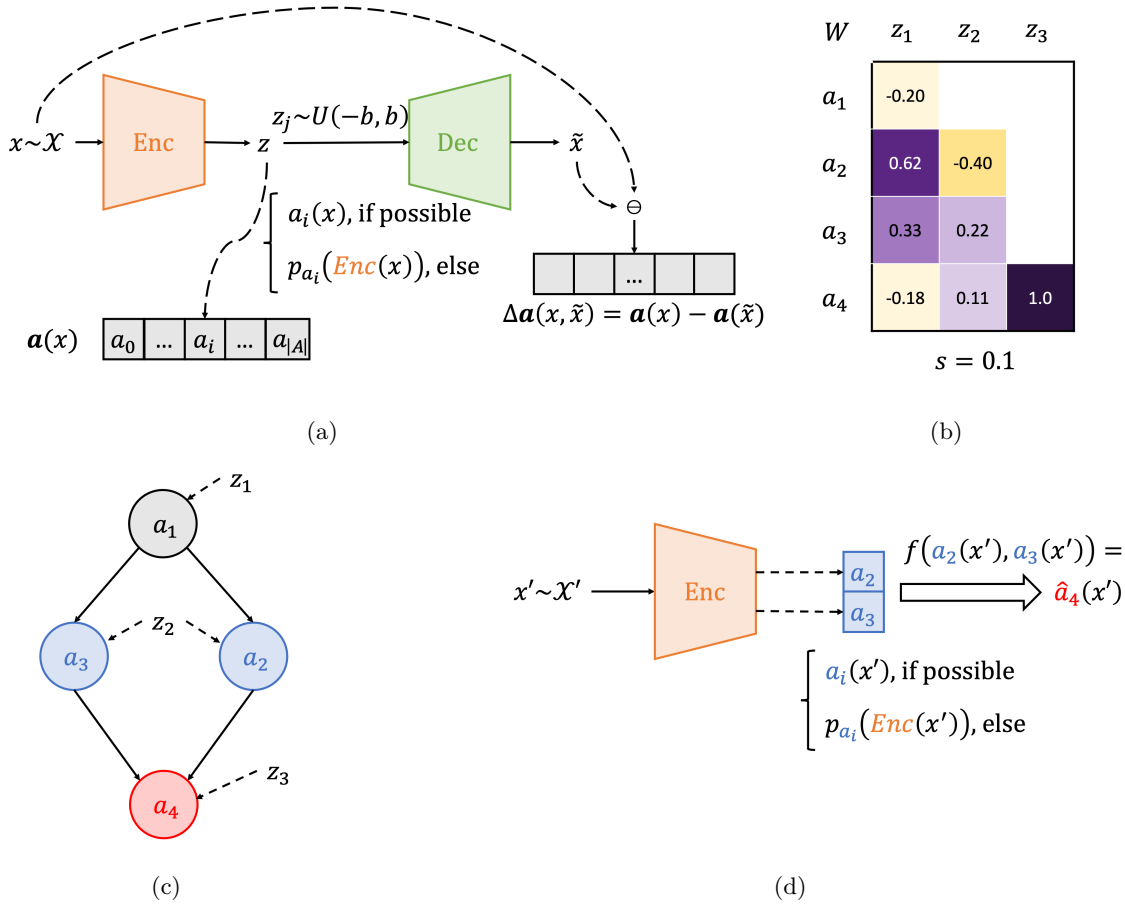 x~𝒳
Enc
z
z_j~U(−b, b)
Dec
x̃
⊖
a_i(x), if possible
p_{a_i}(Enc(x)), else
...
Δa(x, x̃) = a(x) − a(x̃)
a(x)
a_0 ... a_i ... a_{|A|}
(a)
W z_1 z_2 z_3
a_1 -0.20
a_2 0.62 -0.40
a_3 0.33 0.22
a_4 -0.18 0.11 1.0
s = 0.1
(b)
z_1
a_1
z_2
a_3 a_2
z_3
a_4
(c)
x′~𝒳′
Enc
a_2
a_3
f(a_2(x′), a_3(x′)) =
â_4(x′)
a_i(x′), if possible
p_{a_i}(Enc(x′)), else
(d)